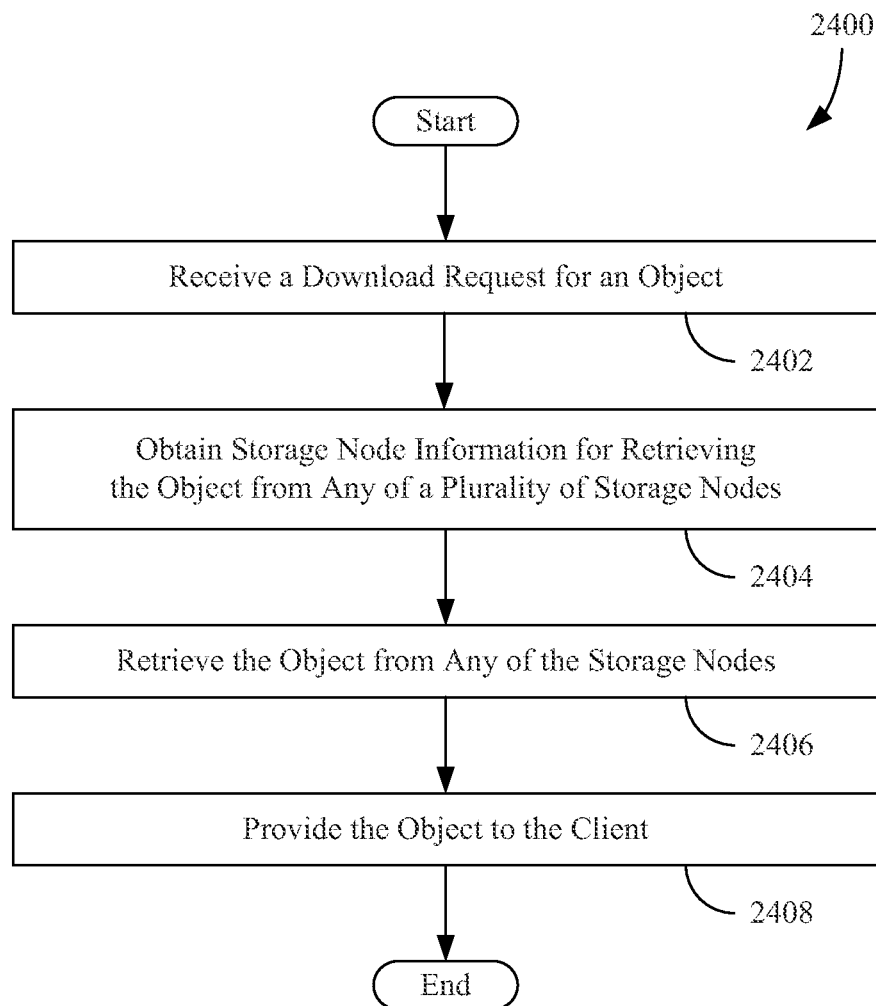 2400
Start
Receive a Download Request for an Object
2402
Obtain Storage Node Information for Retrieving
the Object from Any of a Plurality of Storage Nodes
2404
Retrieve the Object from Any of the Storage Nodes
2406
Provide the Object to the Client
2408
End